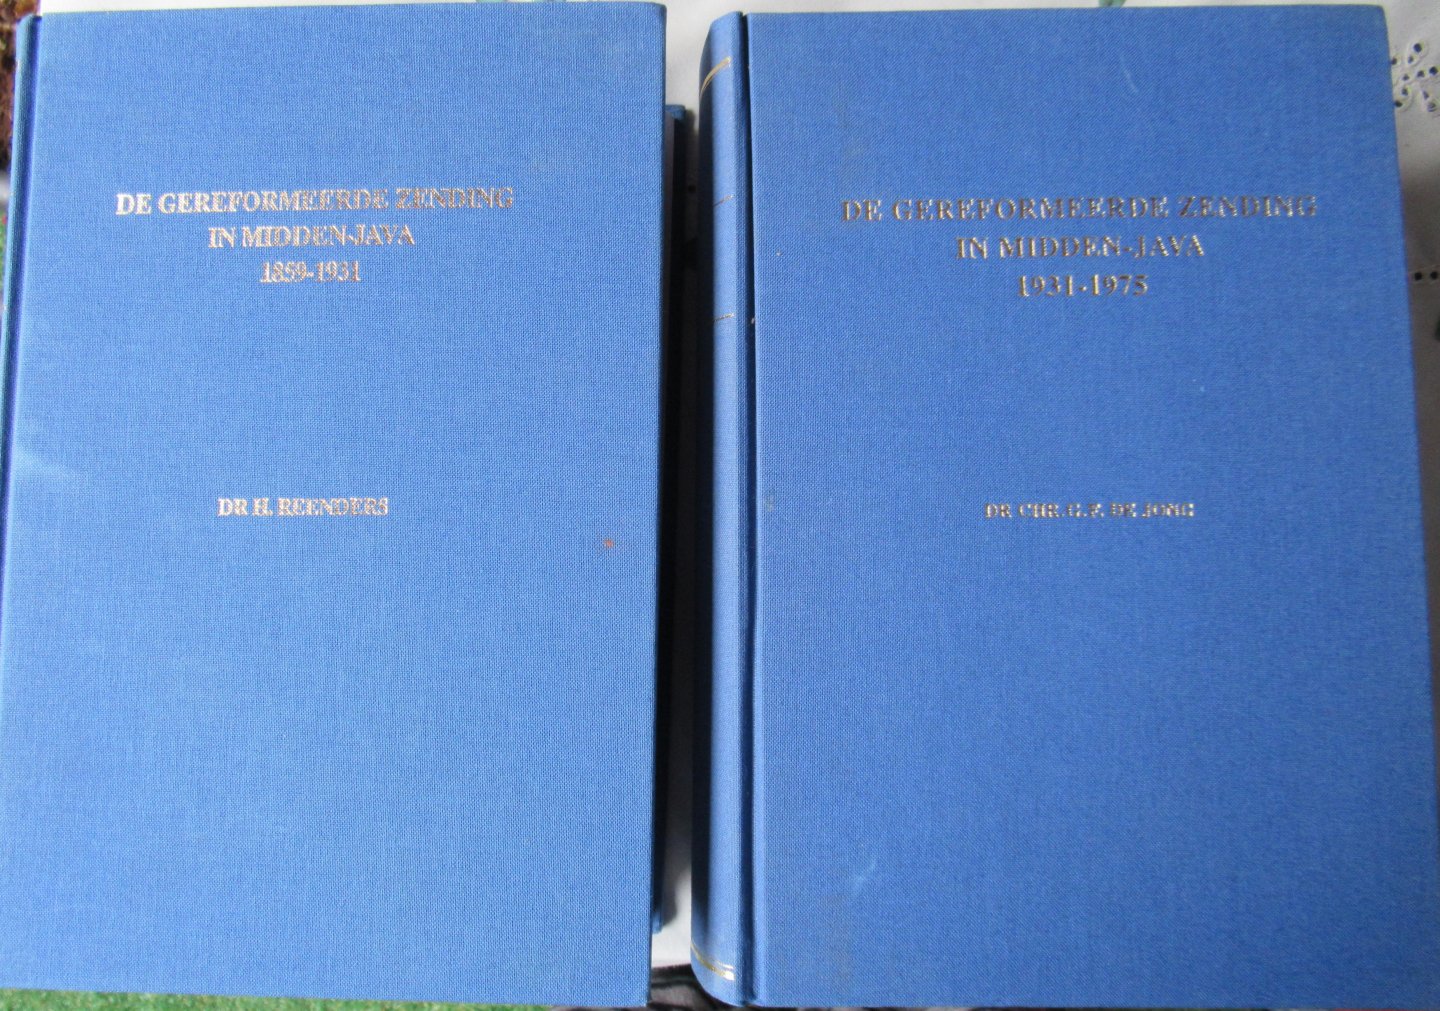 DE GEREFORMEERDE ZENDING
IN MIDDEN-JAVA
1859-1931
DR H. REENDERS
DE GEREFORMEERDE ZENDING
IN MIDDEN-JAVA
1931-1975
DR CHR. G.F. DE JONG